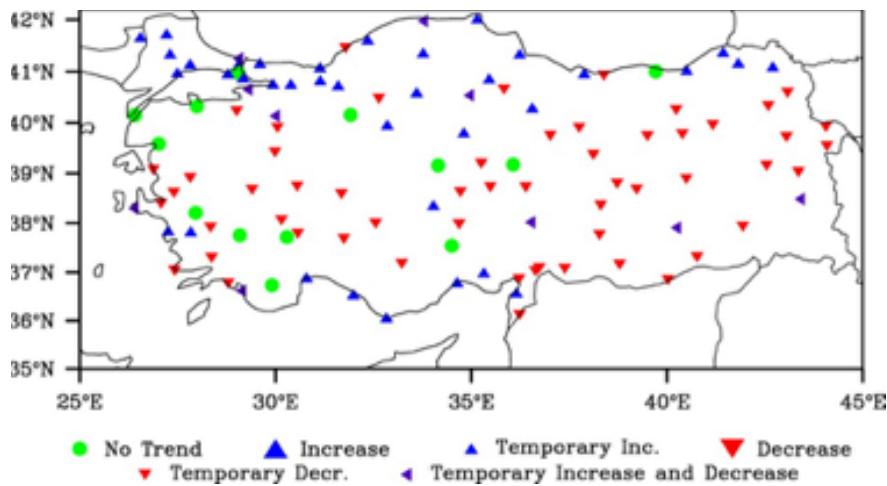 42°N
41°N
40°N
39°N
38°N
37°N
36°N
35°N
25°E 30°E 35°E 40°E 45°E
No Trend Increase Temporary Inc. Decrease
Temporary Decr. Temporary Increase and Decrease